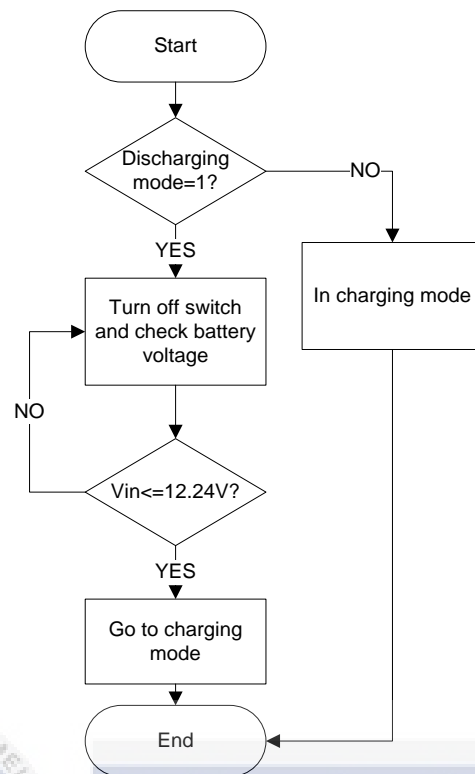 Start
Discharging
mode=1?
NO
YES
Turn off switch
and check battery
voltage
In charging mode
NO
Vin<=12.24V?
YES
Go to charging
mode
End